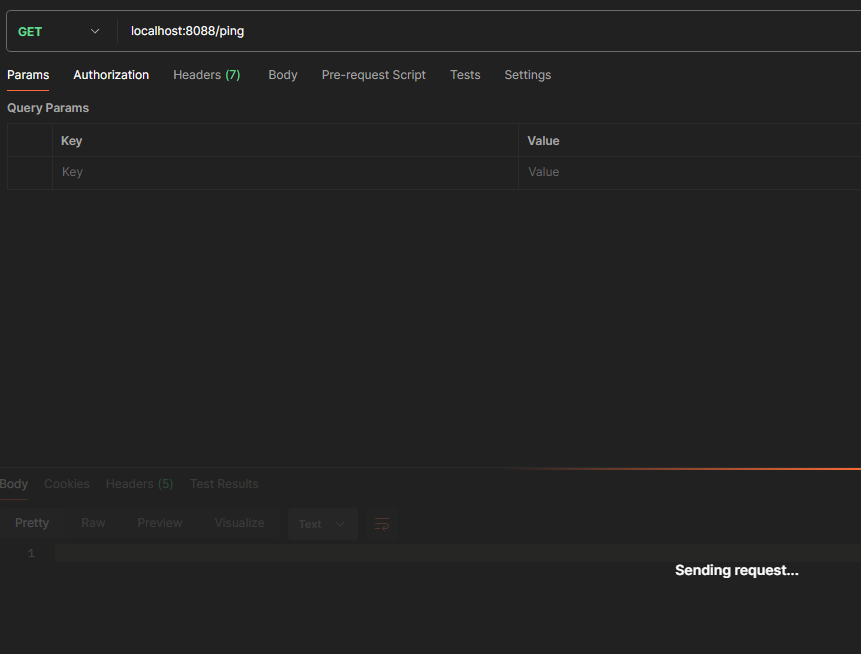 GET localhost:8088/ping
Params Authorization Headers (7) Body Pre-request Script Tests Settings
Query Params
Key Value
Key Value
Body Cookies Headers (5) Test Results
Pretty Raw Preview Visualize Text
1
Sending request...